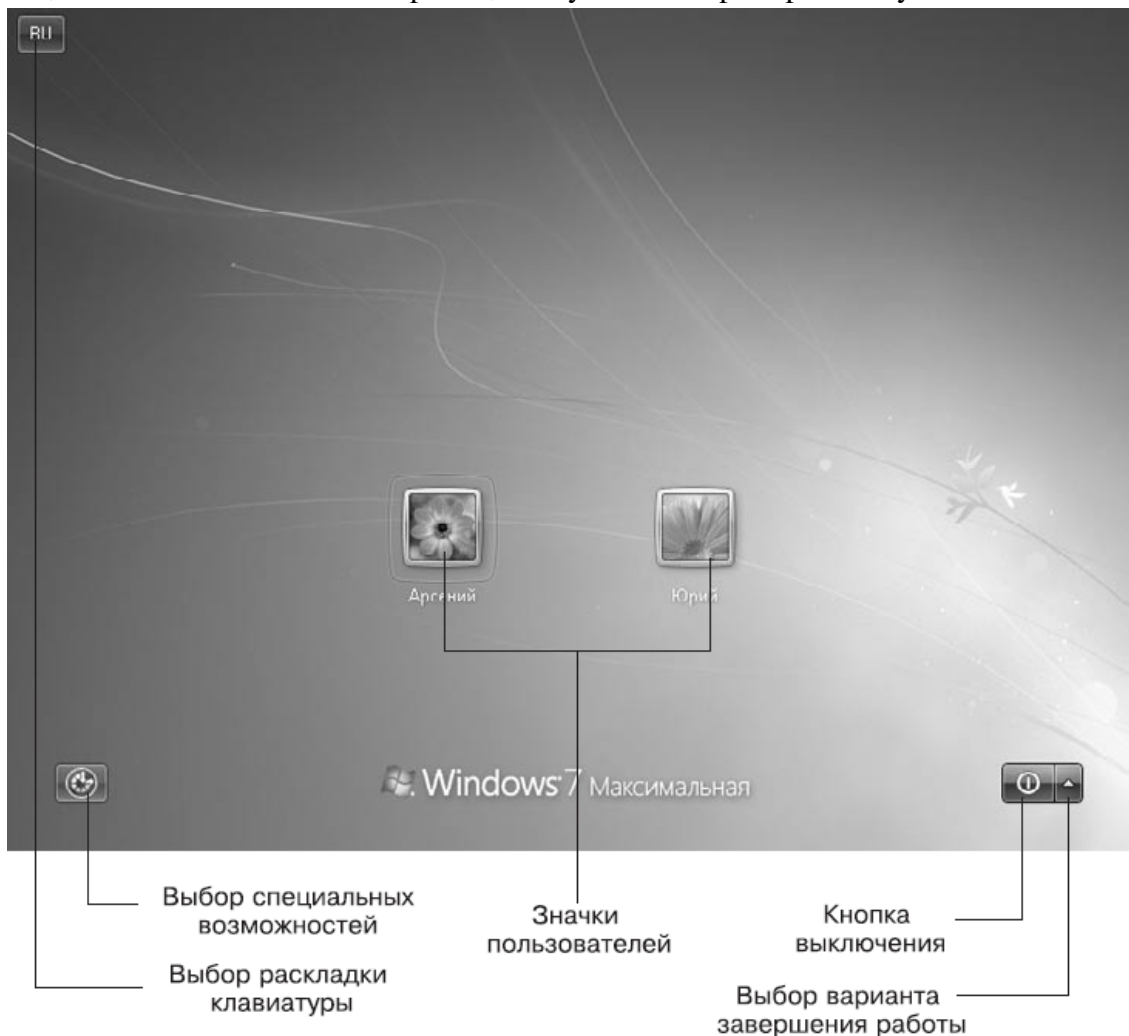 RU
Арсений
Юрий
Windows 7 Максимальная
Выбор специальных
возможностей
Значки
пользователей
Кнопка
выключения
Выбор раскладки
клавиатуры
Выбор варианта
завершения работы